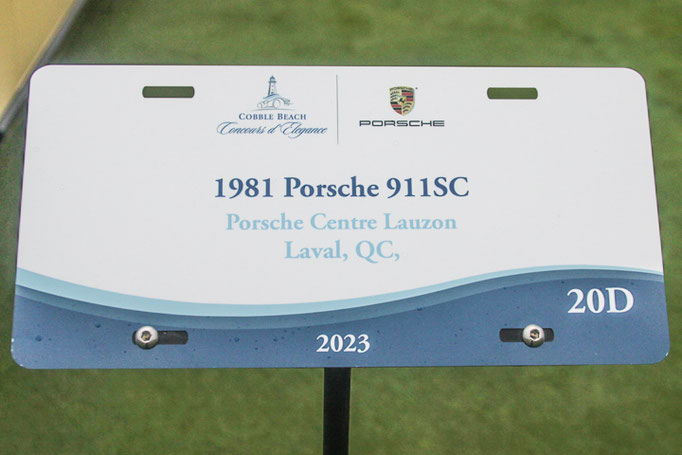 COBBLE BEACH
Concours d'Elegance
PORSCHE
1981 Porsche 911SC
Porsche Centre Lauzon
Laval, QC,
20D
2023